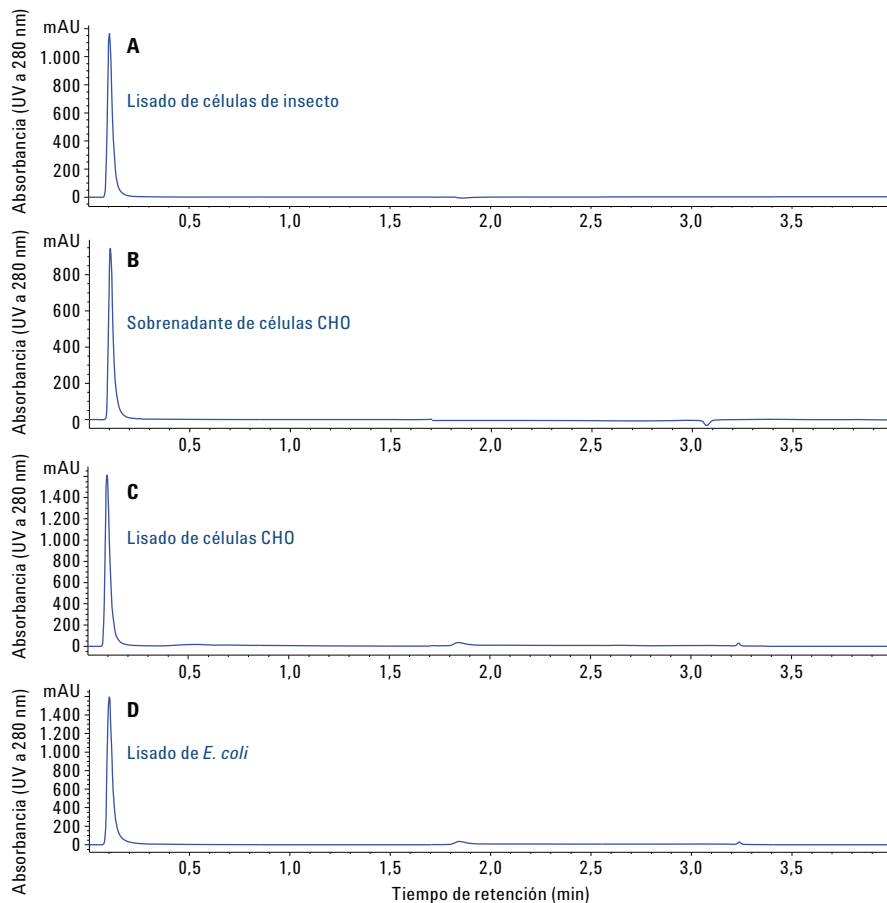 mAU
A
Lisado de células de insecto
Absorbancia (UV a 280 nm)
1.000
800
600
400
200
0
0,5 1,0 1,5 2,0 2,5 3,0 3,5
mAU
B
Sobrenadante de células CHO
Absorbancia (UV a 280 nm)
800
600
400
200
0
0,5 1,0 1,5 2,0 2,5 3,0 3,5
mAU
C
Lisado de células CHO
Absorbancia (UV a 280 nm)
1.400
1.200
1.000
800
600
400
200
0
0,5 1,0 1,5 2,0 2,5 3,0 3,5
mAU
D
Lisado de E. coli
Absorbancia (UV a 280 nm)
1.400
1.200
1.000
800
600
400
200
0
0,5 1,0 1,5 2,0 2,5 3,0 3,5
Tiempo de retención (min)